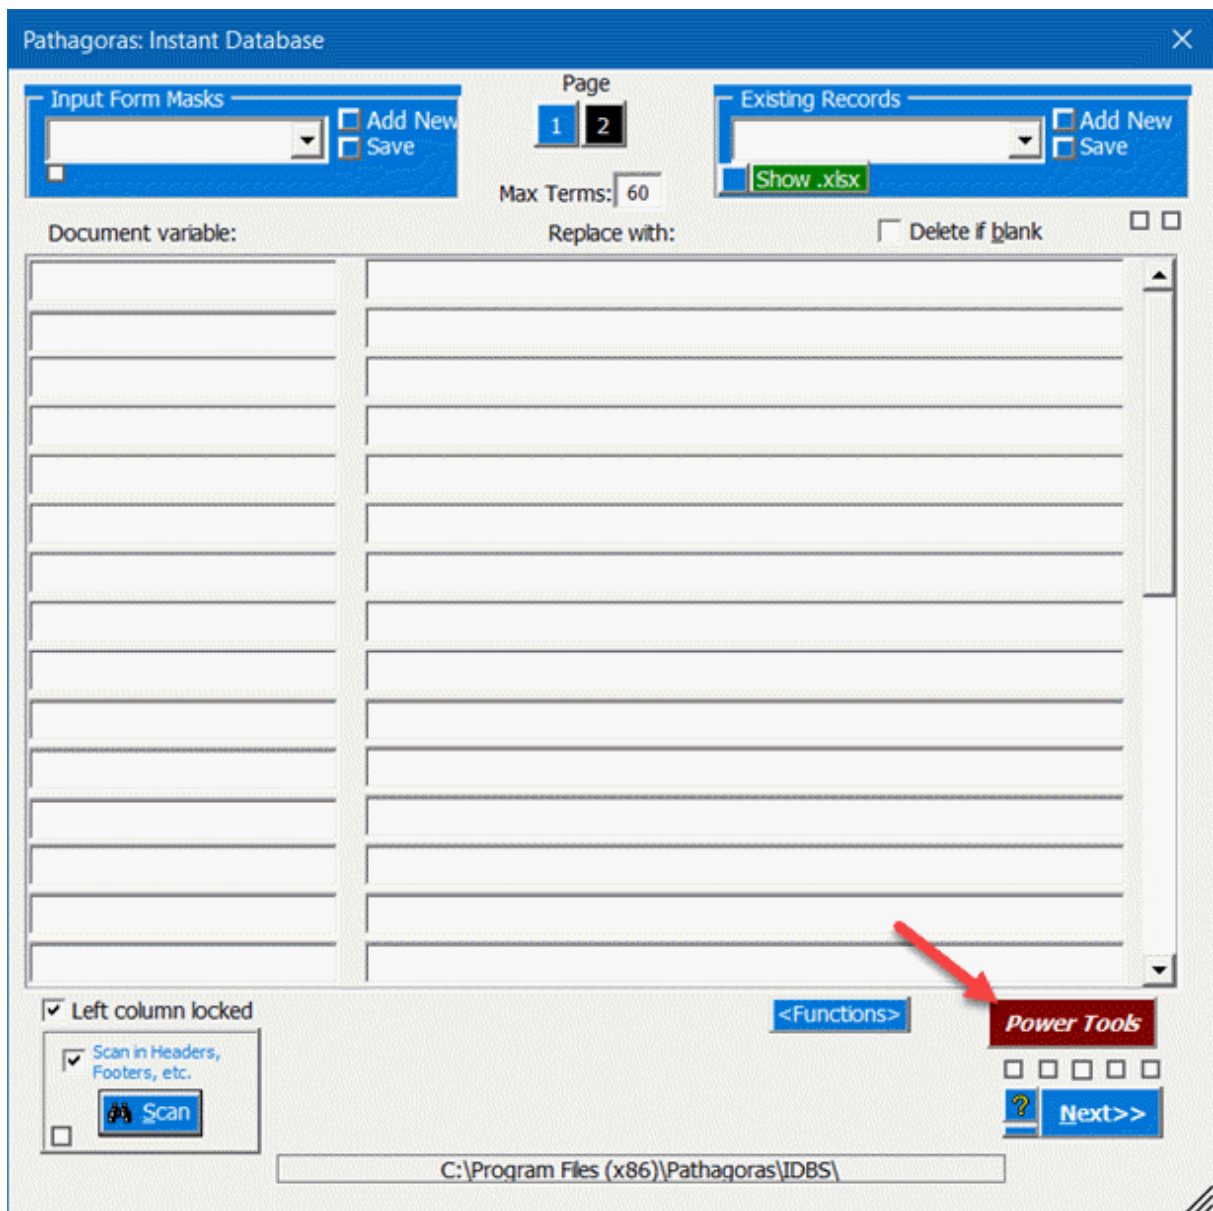 Pathagoras: Instant Database
Input Form Masks
Add New
Save
Page
1 2
Max Terms: 60
Existing Records
Add New
Save
Show .xlsx
Document variable:
Replace with:
Delete if blank
Left column locked
Scan in Headers,
Footers, etc.
Scan
<Functions>
Power Tools
?
Next>>
C:\Program Files (x86)\Pathagoras\IDBS\